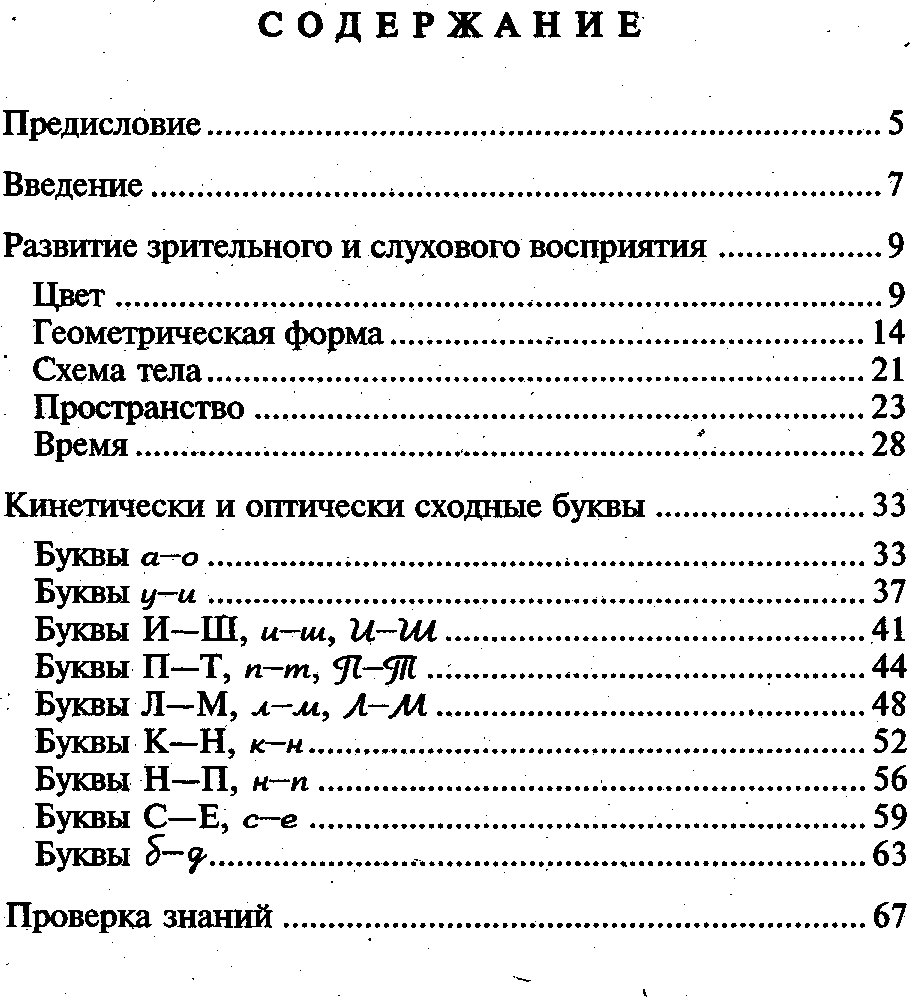 СОДЕРЖАНИЕ
Предисловие 5
Введение 7
Развитие зрительного и слухового восприятия 9
Цвет 9
Геометрическая форма 14
Схема тела 21
Пространство 23
Время 28
Кинетически и оптически сходные буквы 33
Буквы а—о 33
Буквы у—и 37
Буквы И—Ш, и—ш, И—Ш 41
Буквы П—Т, п—т, П—Т 44
Буквы Л—М, л—м, Л—М 48
Буквы К—Н, к—н 52
Буквы Н—П, н—п 56
Буквы С—Е, с—е 59
Буквы б—д 63
Проверка знаний 67